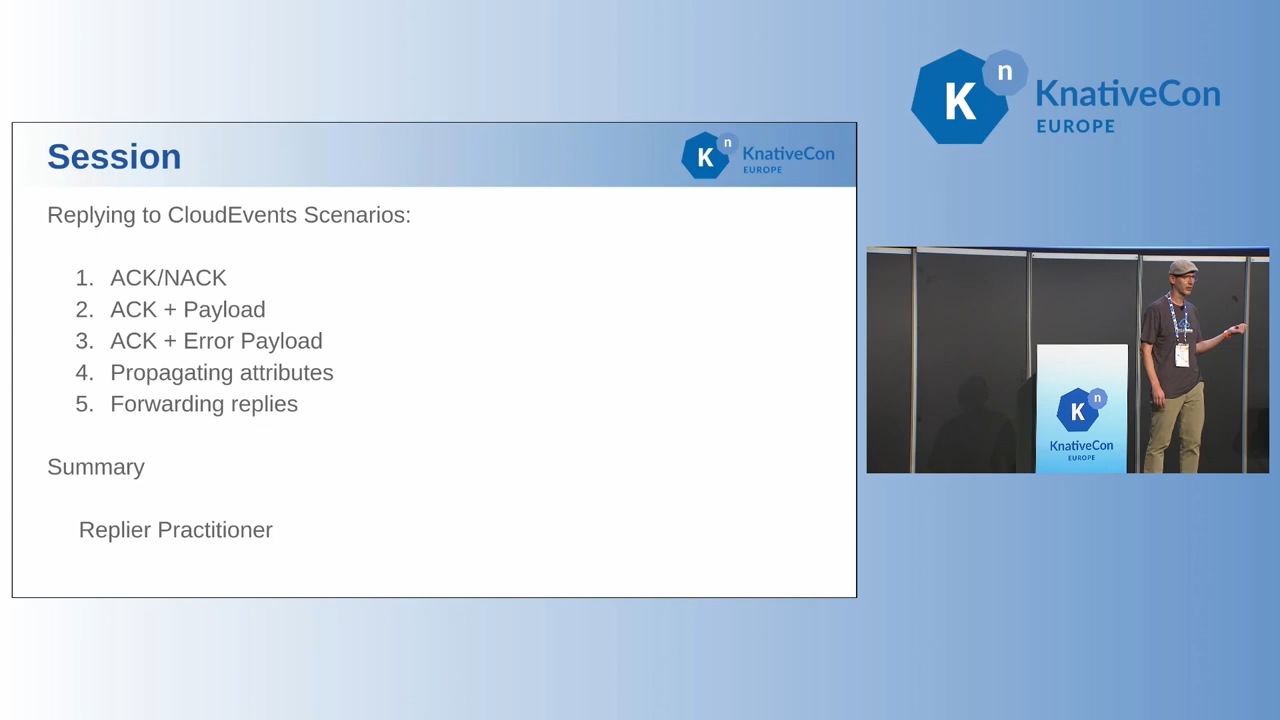 K n KnativeCon
EUROPE
Session
K n KnativeCon
EUROPE
Replying to CloudEvents Scenarios:
1. ACK/NACK
2. ACK + Payload
3. ACK + Error Payload
4. Propagating attributes
5. Forwarding replies
Summary
Replier Practitioner
K n
KnativeCon
EUROPE